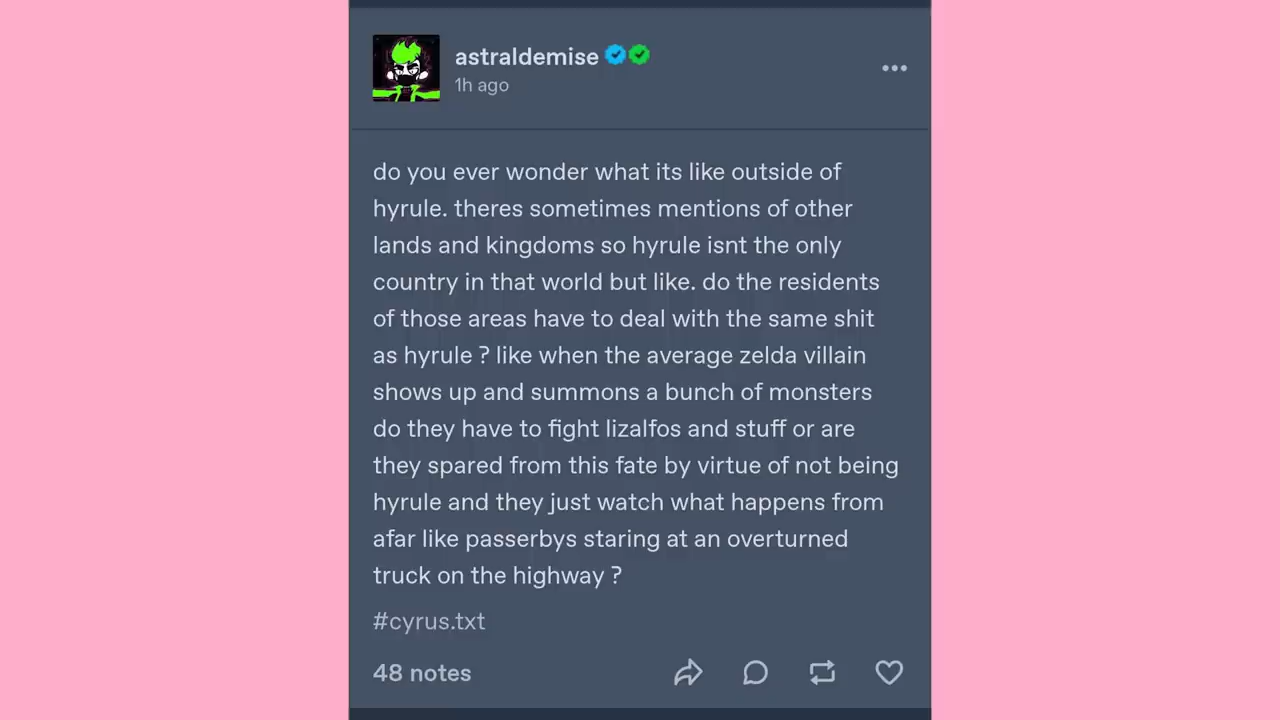 astraldemise
1h ago
do you ever wonder what its like outside of
hyrule. theres sometimes mentions of other
lands and kingdoms so hyrule isnt the only
country in that world but like. do the residents
of those areas have to deal with the same shit
as hyrule ? like when the average zelda villain
shows up and summons a bunch of monsters
do they have to fight lizalfos and stuff or are
they spared from this fate by virtue of not being
hyrule and they just watch what happens from
afar like passerbys staring at an overturned
truck on the highway ?
#cyrus.txt
48 notes